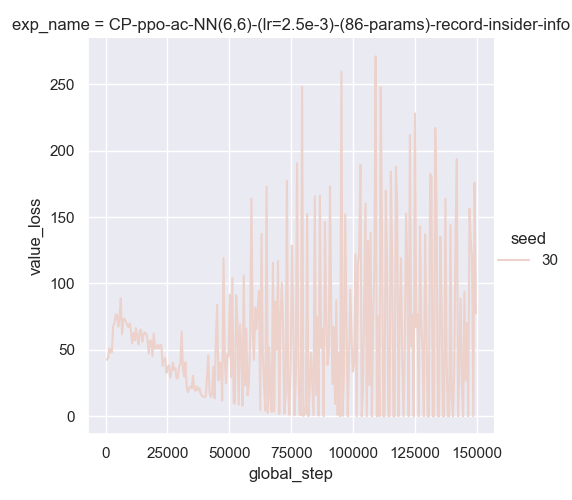 exp_name = CP-ppo-ac-NN(6,6)-(lr=2.5e-3)-(86-params)-record-insider-info
250
200
150
100
50
0
value_loss
0 25000 50000 75000 100000 125000 150000
global_step
seed
30